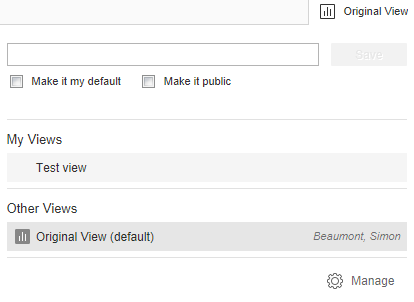 Original View
Save
Make it my default Make it public
My Views
Test view
Other Views
Original View (default) Beaumont, Simon
Manage